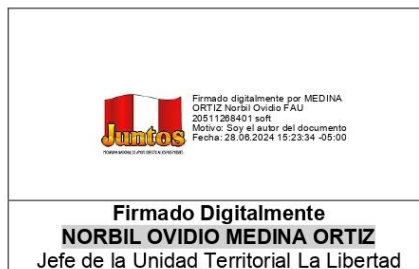 Firmado digitalmente por MEDINA
ORTIZ Norbil Ovidio FAU
20511268401 soft
Motivo: Soy el autor del documento
Fecha: 28.06.2024 15:23:34 -05:00
Juntos
Firmado Digitalmente
NORBIL OVIDIO MEDINA ORTIZ
Jefe de la Unidad Territorial La Libertad